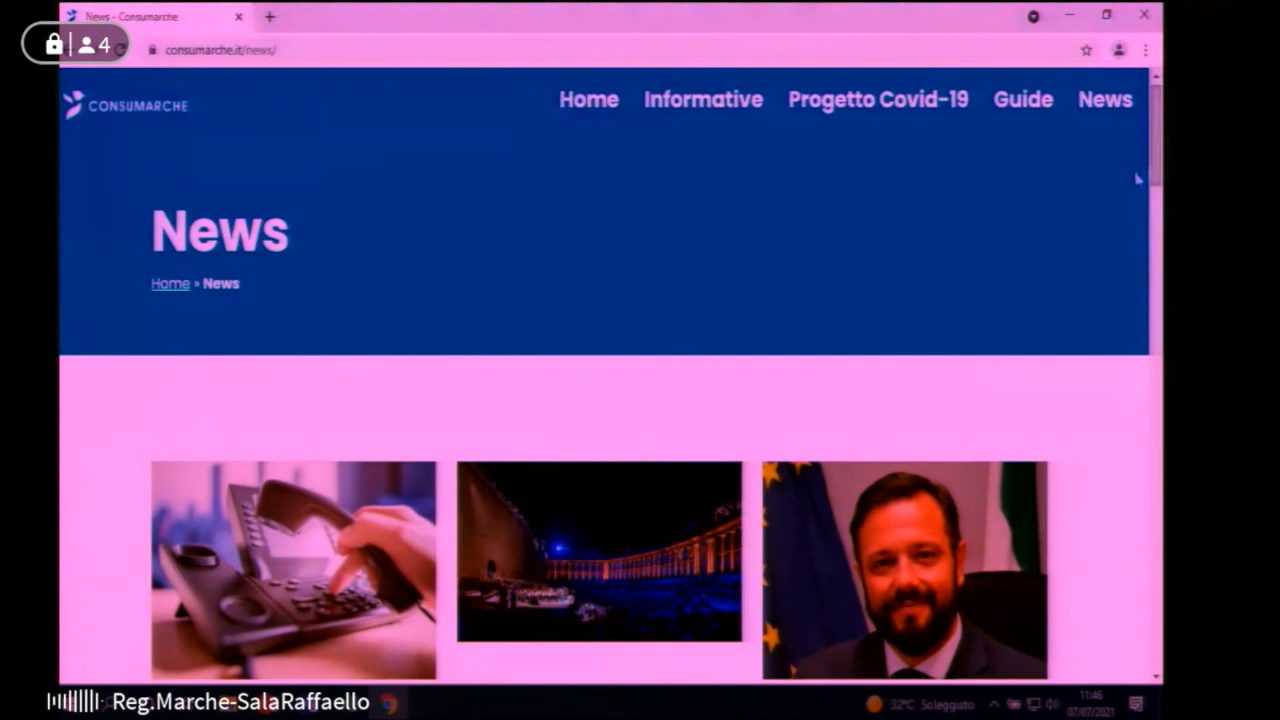 News - Consumarche
4
consumarche.it/news/
CONSUMARCHE
Home Informative Progetto Covid-19 Guide News
News
Home » News
Reg.Marche-SalaRaffaello
32°C Soleggiato
11:46
07/07/2021